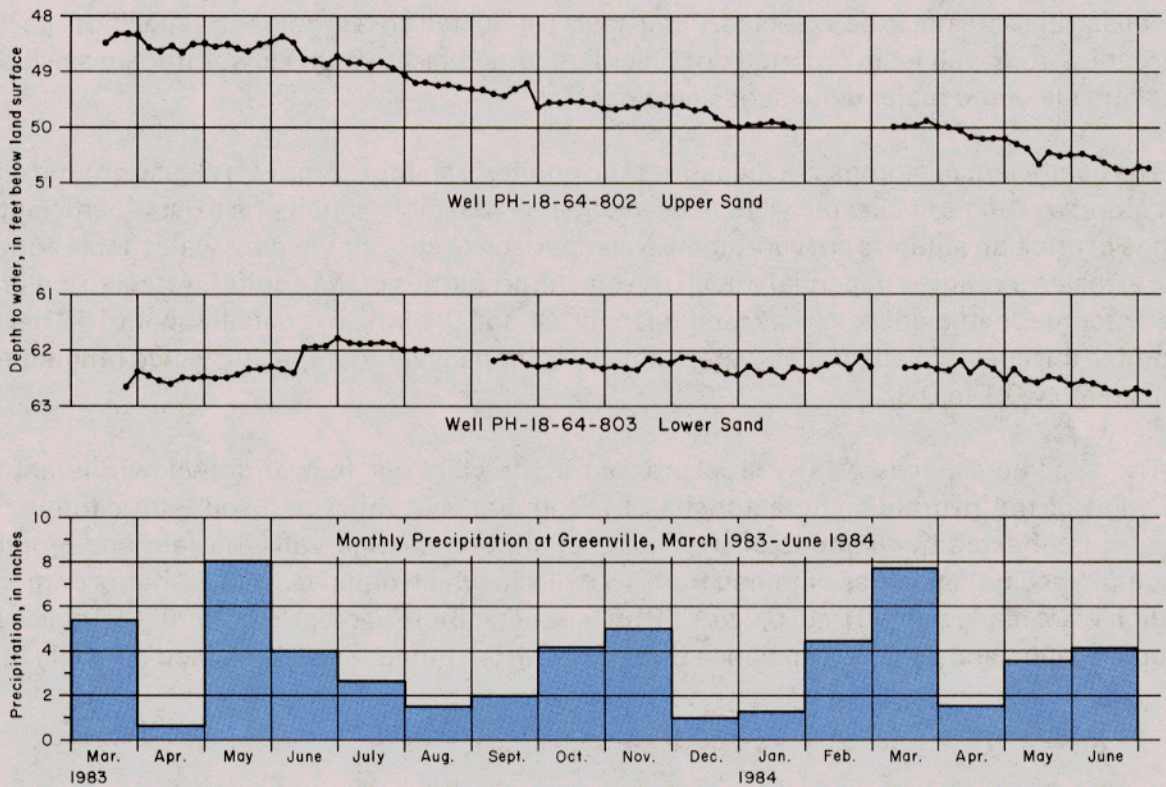 Depth to water, in feet below land surface
48
49
50
51
Well PH-18-64-802 Upper Sand
61
62
63
Well PH-18-64-803 Lower Sand
Precipitation, in inches
10
8
6
4
2
0
Monthly Precipitation at Greenville, March 1983-June 1984
Mar. Apr. May June July Aug. Sept. Oct. Nov. Dec. Jan. Feb. Mar. Apr. May June
1983 1984